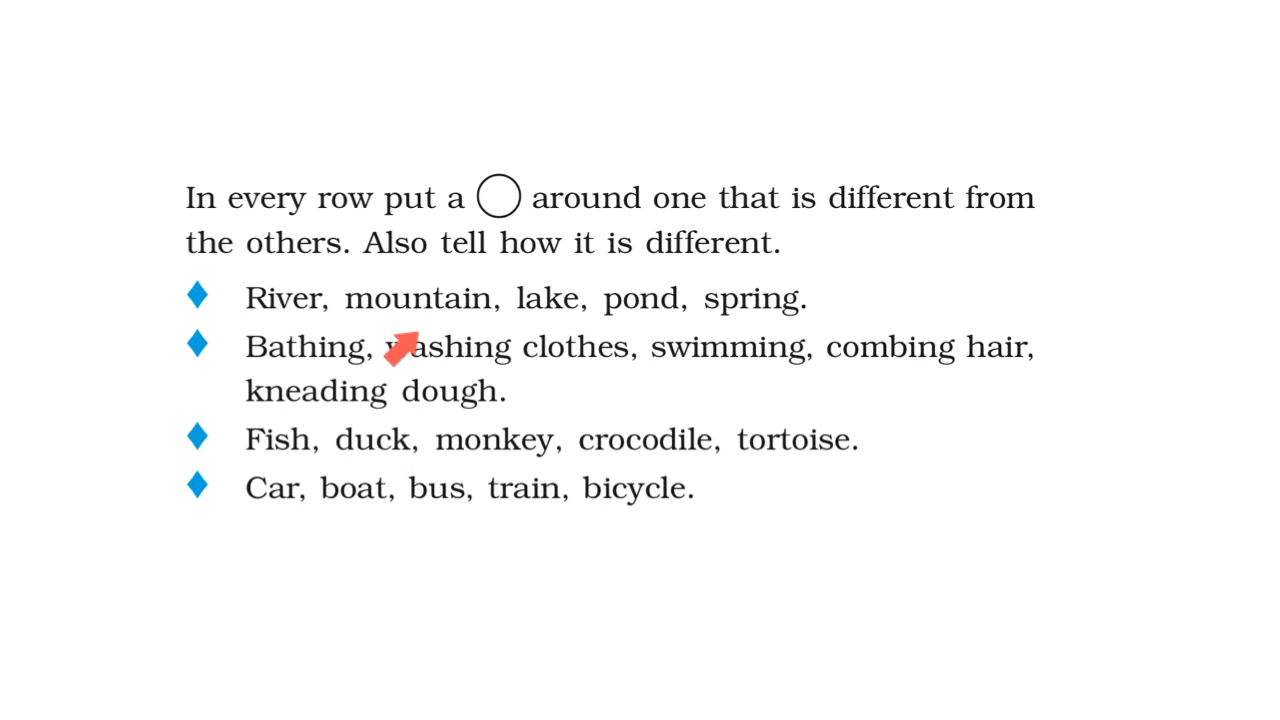 In every row put a ◯ around one that is different from
the others. Also tell how it is different.
♦ River, mountain, lake, pond, spring.
♦ Bathing, washing clothes, swimming, combing hair,
kneading dough.
♦ Fish, duck, monkey, crocodile, tortoise.
♦ Car, boat, bus, train, bicycle.